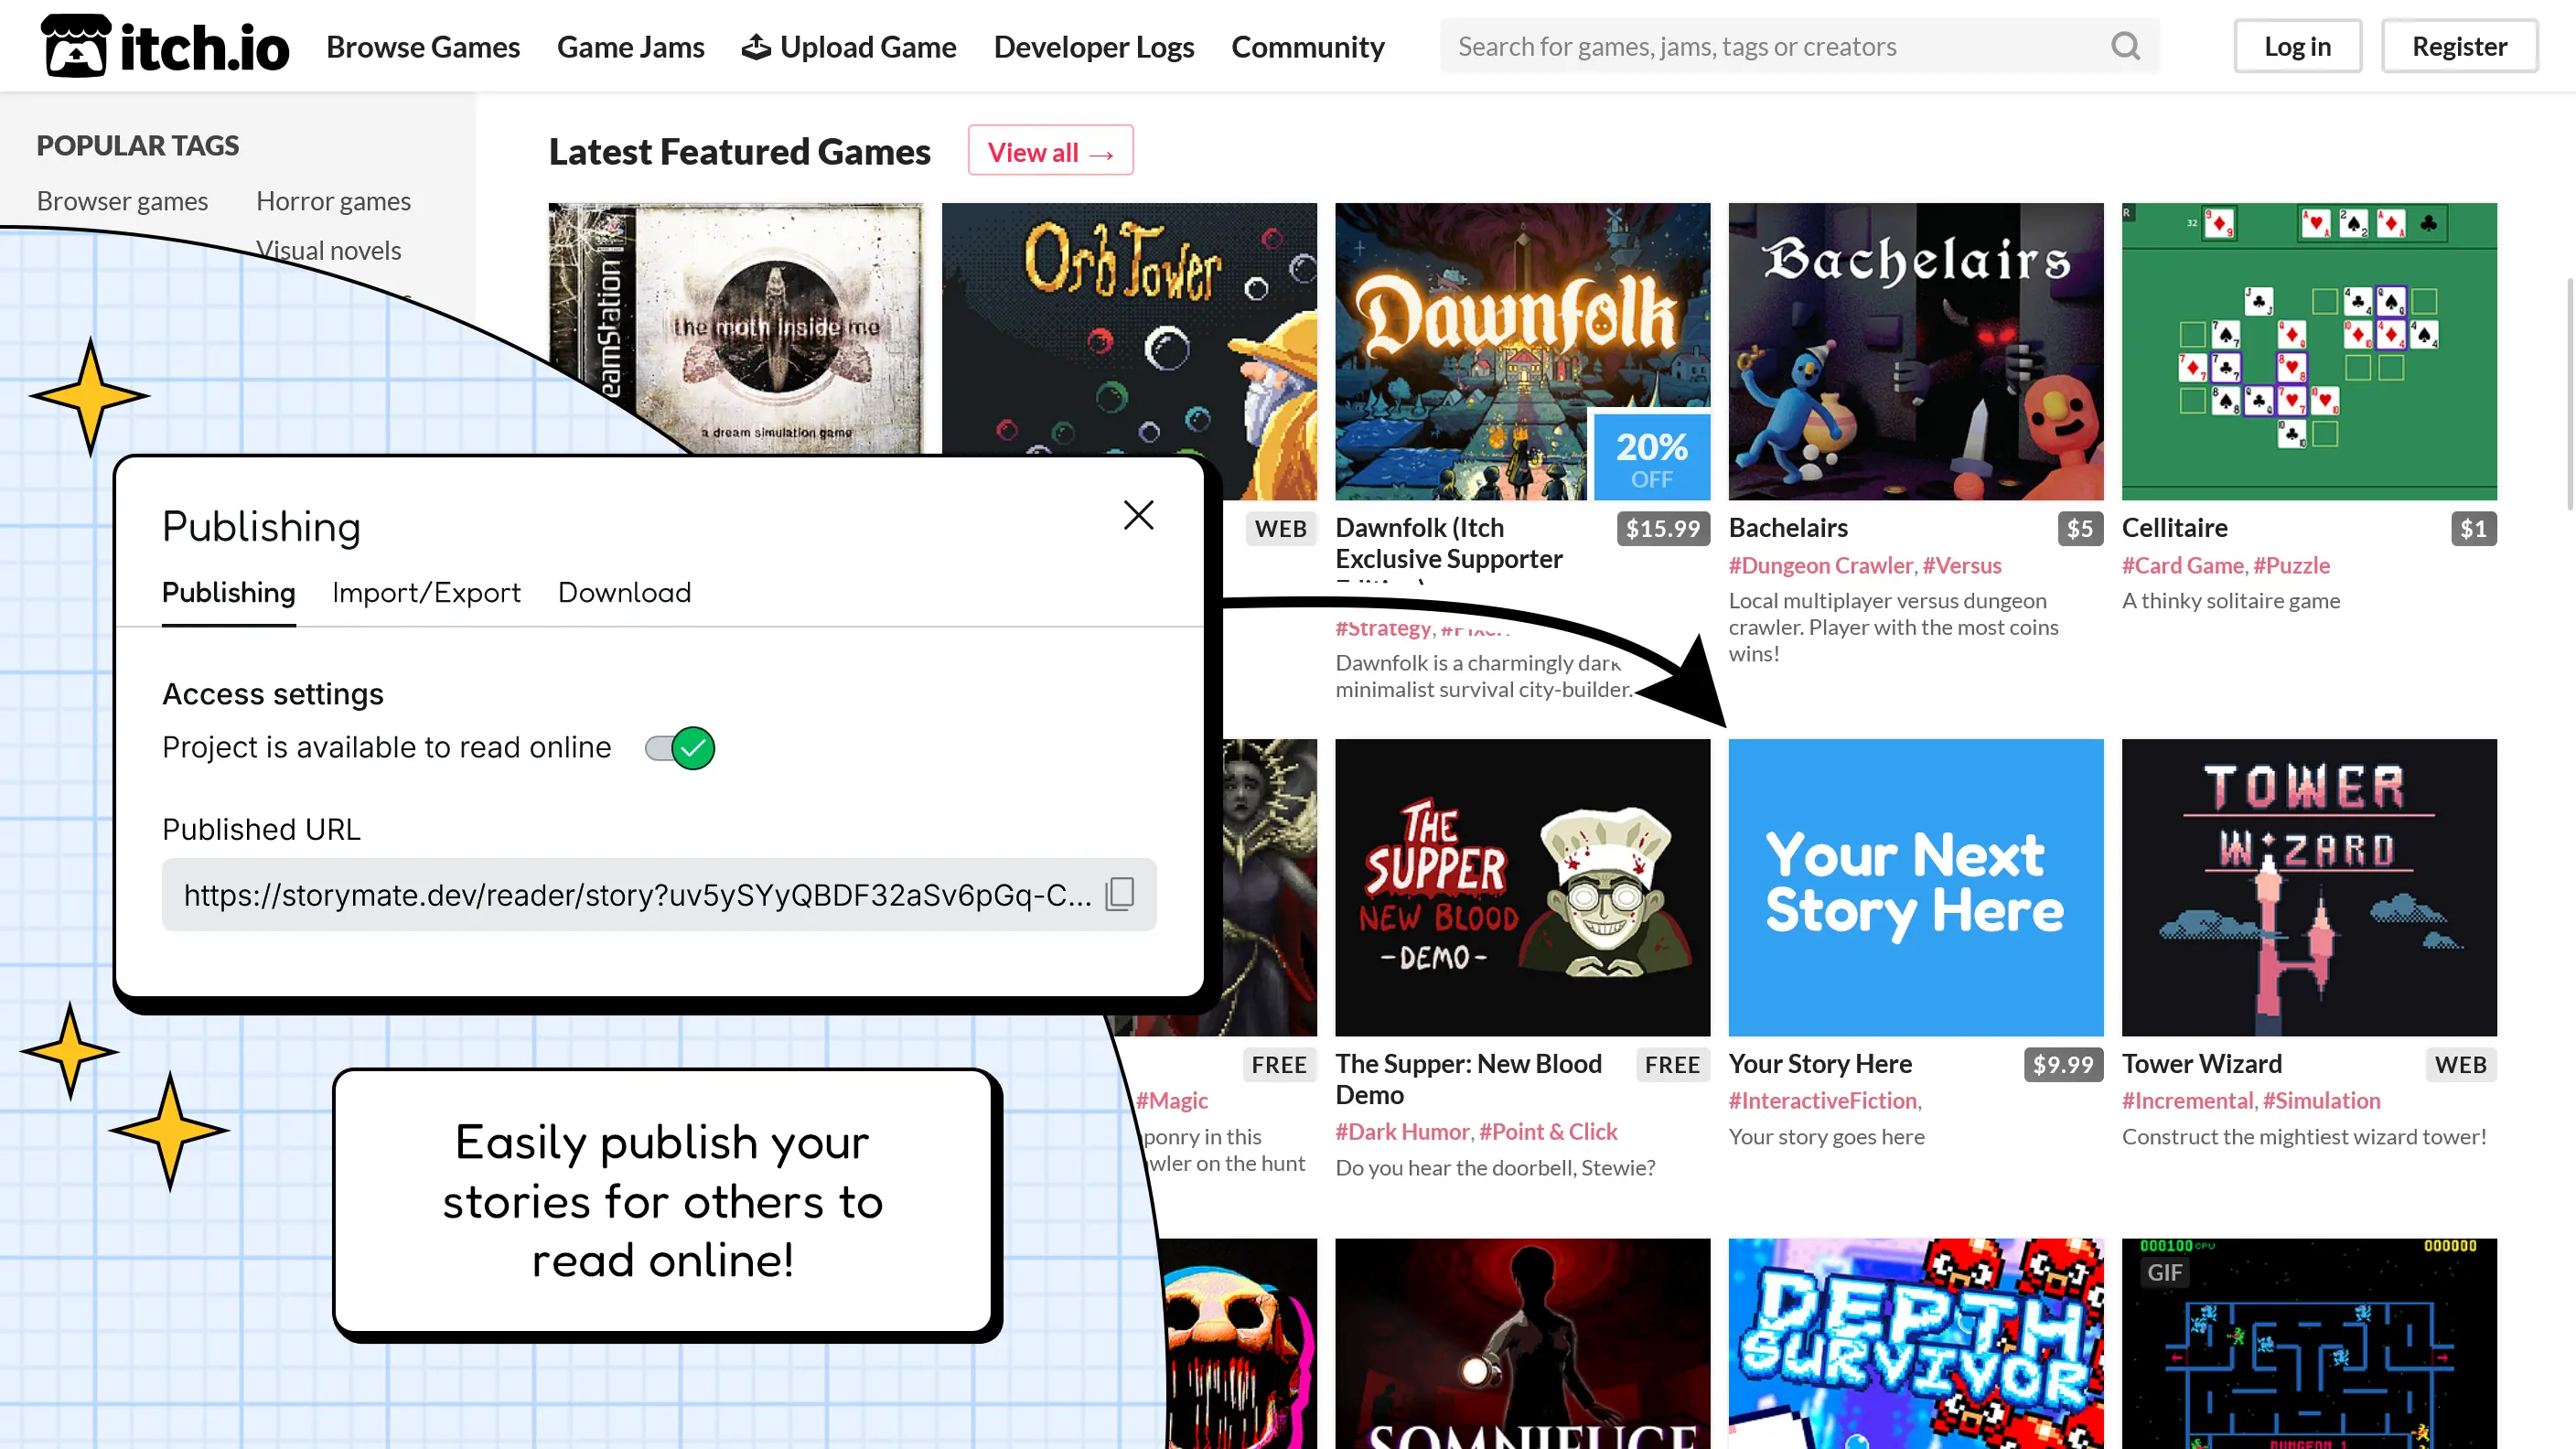 itch.io Browse Games Game Jams Upload Game Developer Logs Community Search for games, jams, tags or creators Log in Register
POPULAR TAGS
Browser games Horror games
Visual novels
Latest Featured Games View all →
the moth inside me
a dream simulation game
Orb Tower
Dawnfolk
20%
OFF
Bachelairs
WEB
Dawnfolk (Itch
Exclusive Supporter
$15.99
#Strategy,
Dawnfolk is a charmingly dark
minimalist survival city-builder.
Bachelairs $5
#Dungeon Crawler, #Versus
Local multiplayer versus dungeon
crawler. Player with the most coins
wins!
Cellitaire $1
#Card Game, #Puzzle
A thinky solitaire game
Publishing
Publishing Import/Export Download
Access settings
Project is available to read online
Published URL
https://storymate.dev/reader/story?uv5ySYyQBDF32aSv6pGq-C...
Easily publish your
stories for others to
read online!
FREE
#Magic
wler on the hunt
THE
SUPPER
NEW BLOOD
-DEMO-
The Supper: New Blood
Demo
FREE
#Dark Humor, #Point & Click
Do you hear the doorbell, Stewie?
Your Next
Story Here
Your Story Here $9.99
#InteractiveFiction,
Your story goes here
TOWER
WIZARD
Tower Wizard WEB
#Incremental, #Simulation
Construct the mightiest wizard tower!
DEPTH
SURVIVOR
000100 CPU 000000
GIF